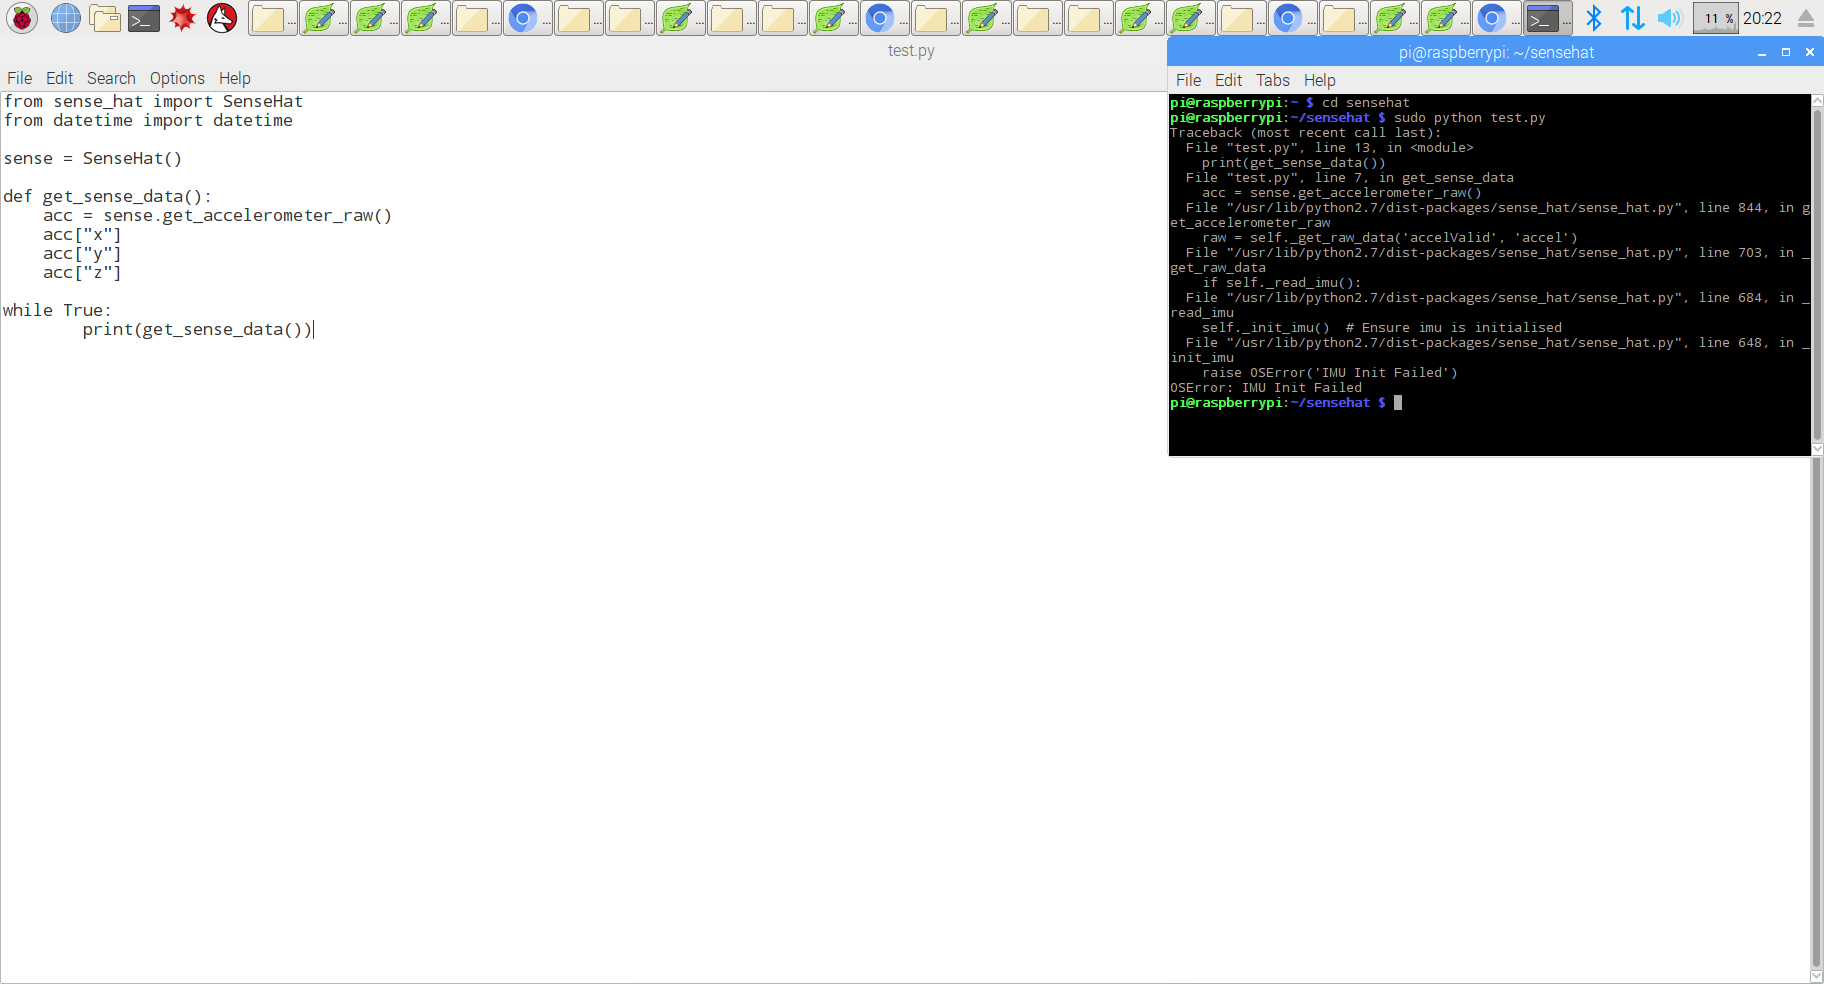 11 % 20:22
test.py
File Edit Search Options Help
from sense_hat import SenseHat
from datetime import datetime
sense = SenseHat()
def get_sense_data():
    acc = sense.get_accelerometer_raw()
    acc["x"]
    acc["y"]
    acc["z"]
while True:
        print(get_sense_data())
pi@raspberrypi: ~/sensehat
File Edit Tabs Help
pi@raspberrypi:~ $ cd sensehat
pi@raspberrypi:~/sensehat $ sudo python test.py
Traceback (most recent call last):
  File "test.py", line 13, in <module>
    print(get_sense_data())
  File "test.py", line 7, in get_sense_data
    acc = sense.get_accelerometer_raw()
  File "/usr/lib/python2.7/dist-packages/sense_hat/sense_hat.py", line 844, in g
et_accelerometer_raw
    raw = self._get_raw_data('accelValid', 'accel')
  File "/usr/lib/python2.7/dist-packages/sense_hat/sense_hat.py", line 703, in _
get_raw_data
    if self._read_imu():
  File "/usr/lib/python2.7/dist-packages/sense_hat/sense_hat.py", line 684, in _
read_imu
    self._init_imu()  # Ensure imu is initialised
  File "/usr/lib/python2.7/dist-packages/sense_hat/sense_hat.py", line 648, in _
init_imu
    raise OSError('IMU Init Failed')
OSError: IMU Init Failed
pi@raspberrypi:~/sensehat $